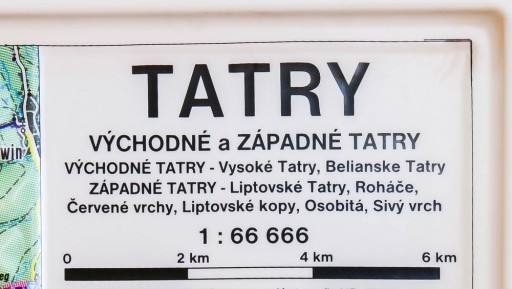 TATRY
VÝCHODNÉ a ZÁPADNÉ TATRY
VÝCHODNÉ TATRY - Vysoké Tatry, Belianske Tatry
ZÁPADNÉ TATRY - Liptovské Tatry, Roháče,
Červené vrchy, Liptovské kopy, Osobitá, Sivý vrch
1 : 66 666
0 2 km 4 km 6 km